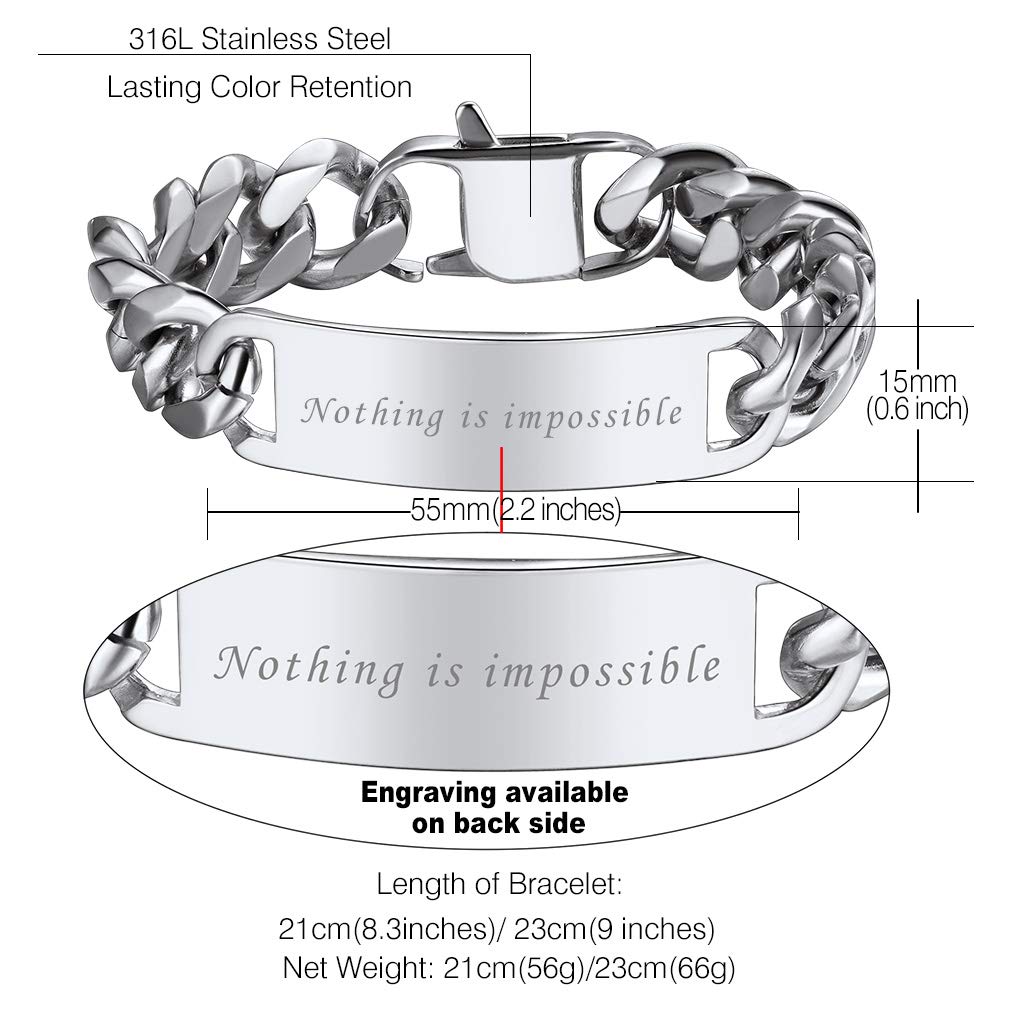 316L Stainless Steel
Lasting Color Retention
Nothing is impossible
15mm
(0.6 inch)
55mm(2.2 inches)
Nothing is impossible
Engraving available
on back side
Length of Bracelet:
21cm(8.3inches)/ 23cm(9 inches)
Net Weight: 21cm(56g)/23cm(66g)